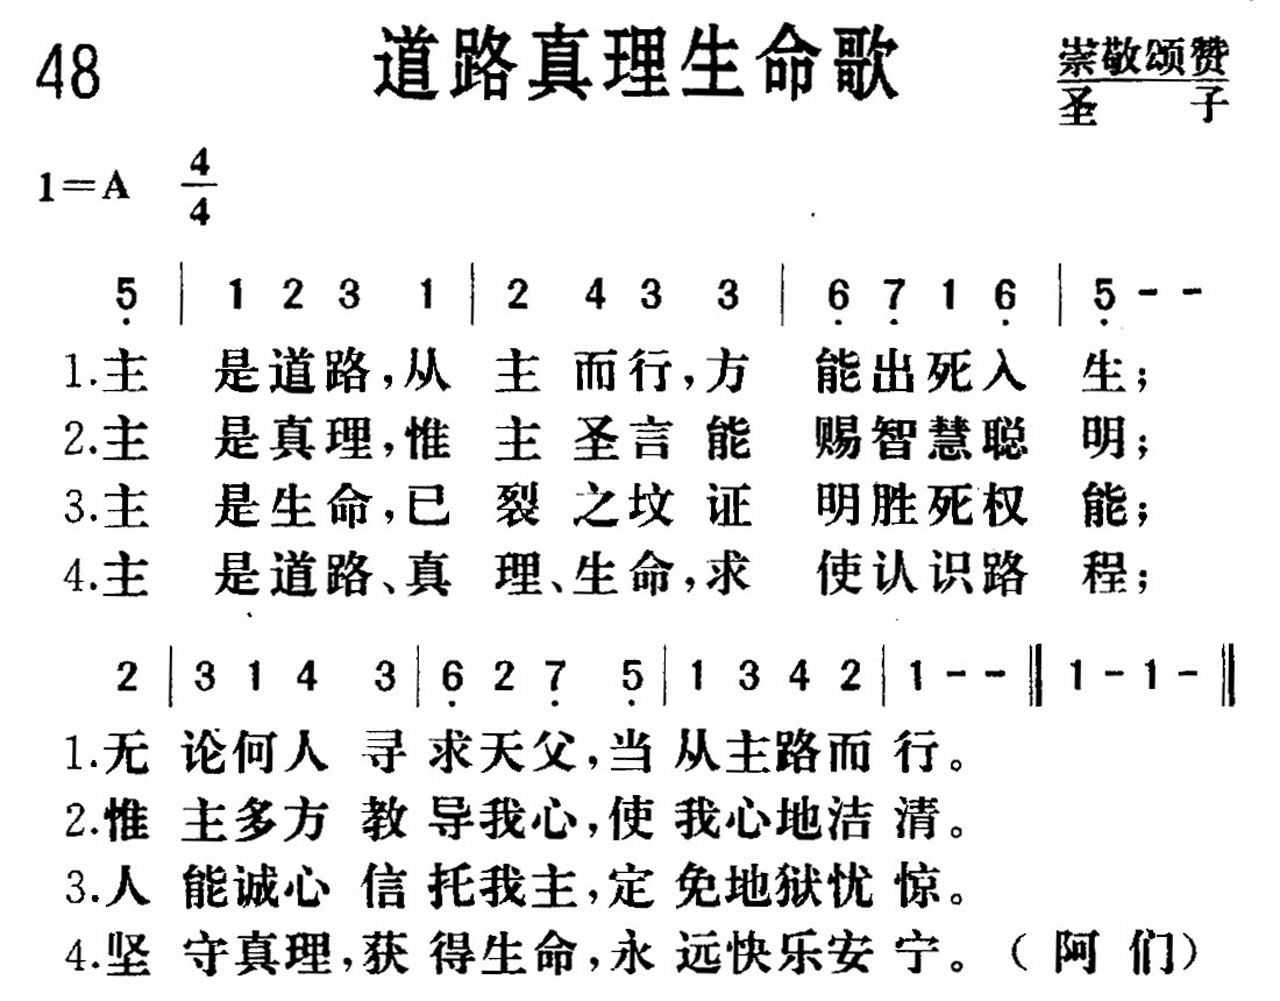 48 道路真理生命歌 崇敬颂赞
圣 子
1=A 4/4
5̣ | 1 2 3 1 | 2 4 3 3 | 6̣ 7̣ 1 6̣ | 5̣ - -
1.主 是道路,从 主 而行,方 能出死入 生;
2.主 是真理,惟 主 圣言能 赐智慧聪 明;
3.主 是生命,已 裂 之坟证 明胜死权 能;
4.主 是道路、真 理、生命,求 使认识路 程;
2 | 3 1 4 3 | 6̣ 2 7̣ 5̣ | 1 3 4 2 | 1 - - ‖ 1 - 1 - ‖
1.无 论何人 寻 求天父,当 从主路而 行。
2.惟 主多方 教 导我心,使 我心地洁 清。
3.人 能诚心 信 托我主,定 免地狱忧 惊。
4.坚 守真理,获 得生命,永 远快乐安 宁。(阿 们)